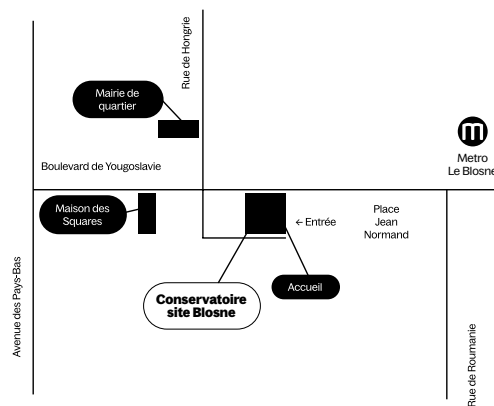 Rue de Hongrie
Mairie de
quartier
m
Metro
Le Blosne
Boulevard de Yougoslavie
Maison des
Squares
← Entrée
Place
Jean
Normand
Accueil
Conservatoire
site Blosne
Avenue des Pays-Bas
Rue de Roumanie